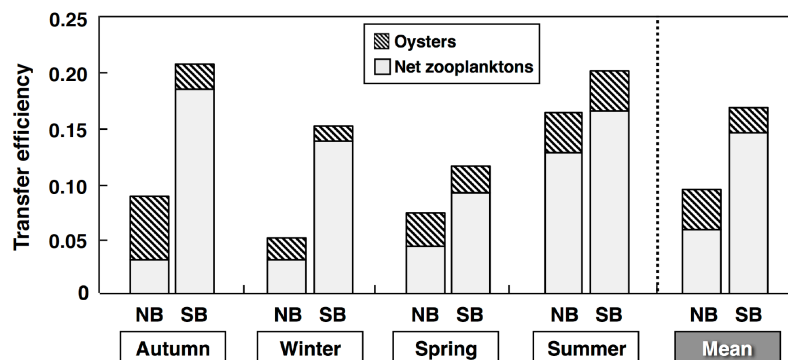 Transfer efficiency
0.25
0.20
0.15
0.10
0.05
0
Oysters
Net zooplanktons
NB SB NB SB NB SB NB SB NB SB
Autumn Winter Spring Summer Mean